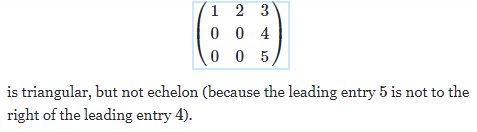 1 2 3
0 0 4
0 0 5
is triangular, but not echelon (because the leading entry 5 is not to the
right of the leading entry 4).